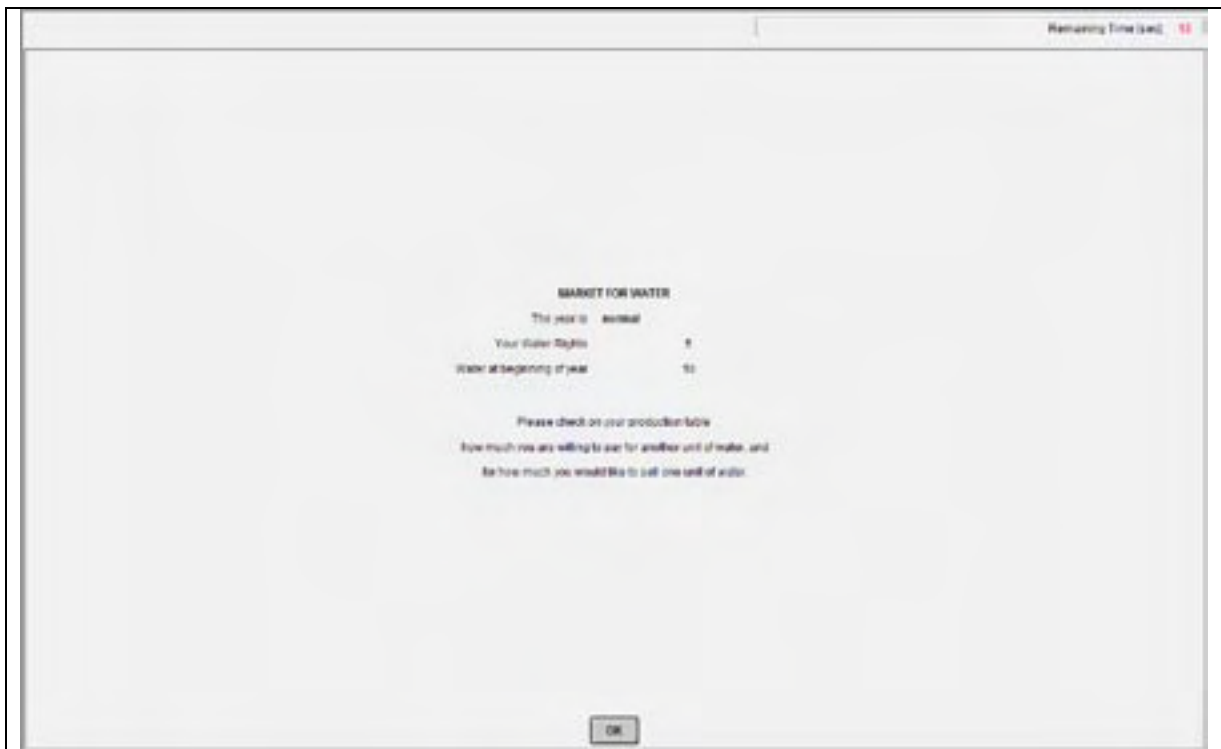 Remaining Time [sec]
MARKET FOR WATER
The year is normal
Your Water Rights
Water at beginning of year 10
Please check on your production table
how much you are willing to pay for another unit of water, and
for how much you would like to sell one unit of water.
OK